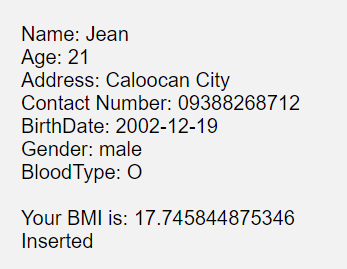 Name: Jean
Age: 21
Address: Caloocan City
Contact Number: 09388268712
BirthDate: 2002-12-19
Gender: male
BloodType: O
Your BMI is: 17.745844875346
Inserted